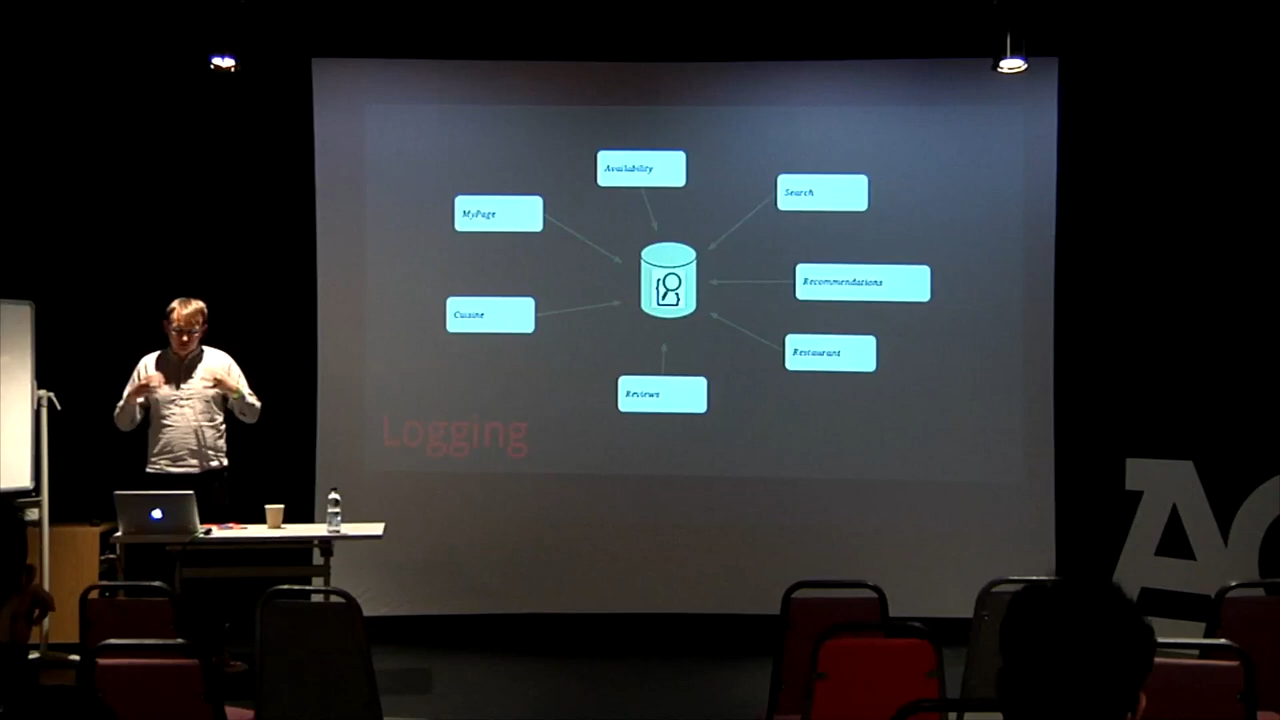 Availability
Search
MyPage
Recommendations
Cuisine
Restaurant
Reviews
Logging